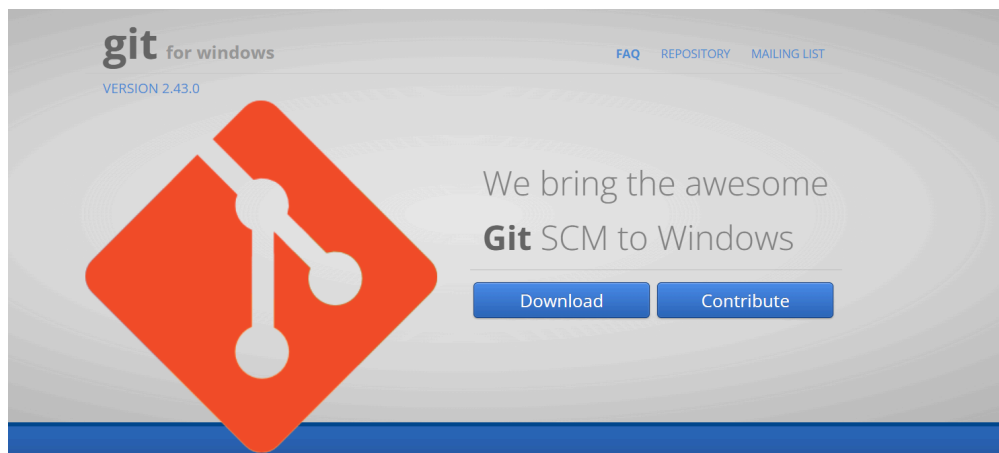 git for windows
FAQ REPOSITORY MAILING LIST
VERSION 2.43.0
We bring the awesome
Git SCM to Windows
Download Contribute